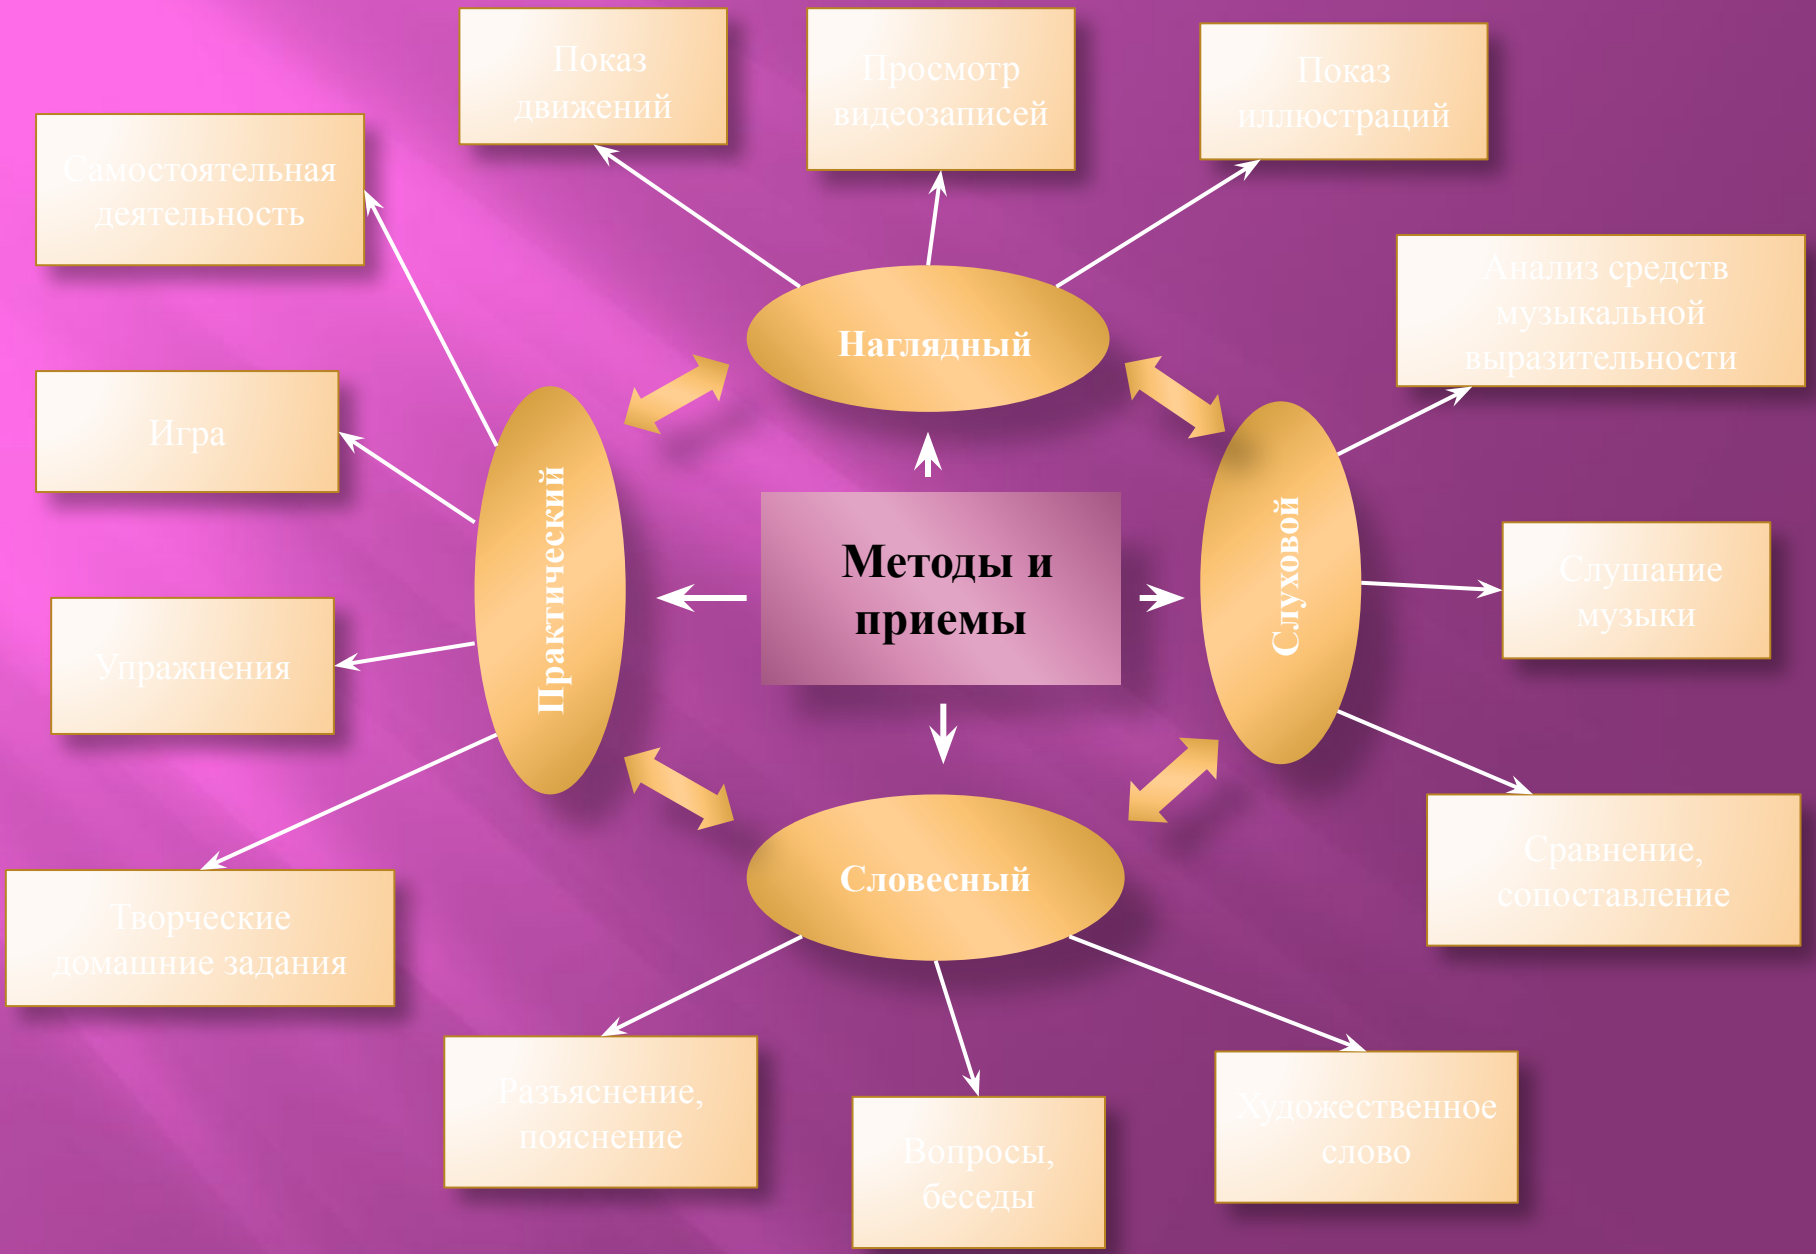 Показ
движений
Просмотр
видеозаписей
Показ
иллюстраций
Самостоятельная
деятельность
Анализ средств
музыкальной
выразительности
Наглядный
Игра
Практический
Методы и
приемы
Слуховой
Слушание
музыки
Упражнения
Сравнение,
сопоставление
Словесный
Творческие
домашние задания
Разъяснение,
пояснение
Вопросы,
беседы
Художественное
слово